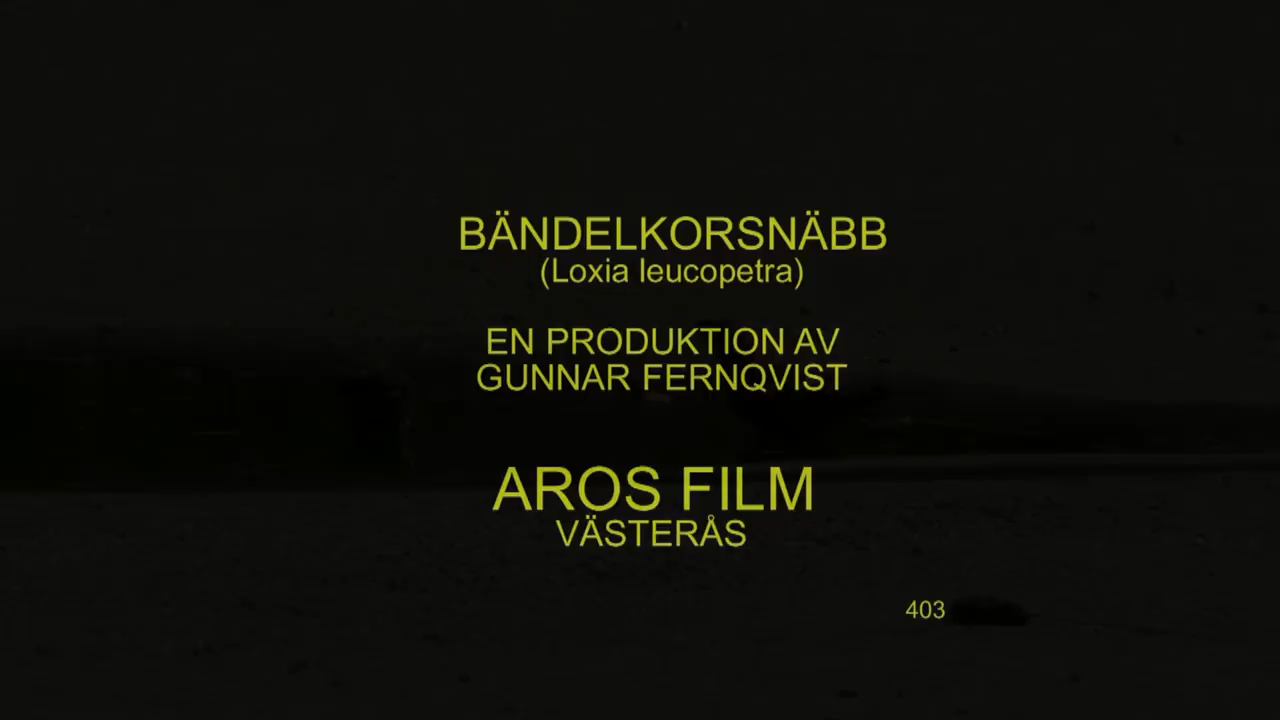 BÄNDELKORSNÄBB
(Loxia leucopetra)
EN PRODUKTION AV
GUNNAR FERNQVIST
AROS FILM
VÄSTERÅS
403